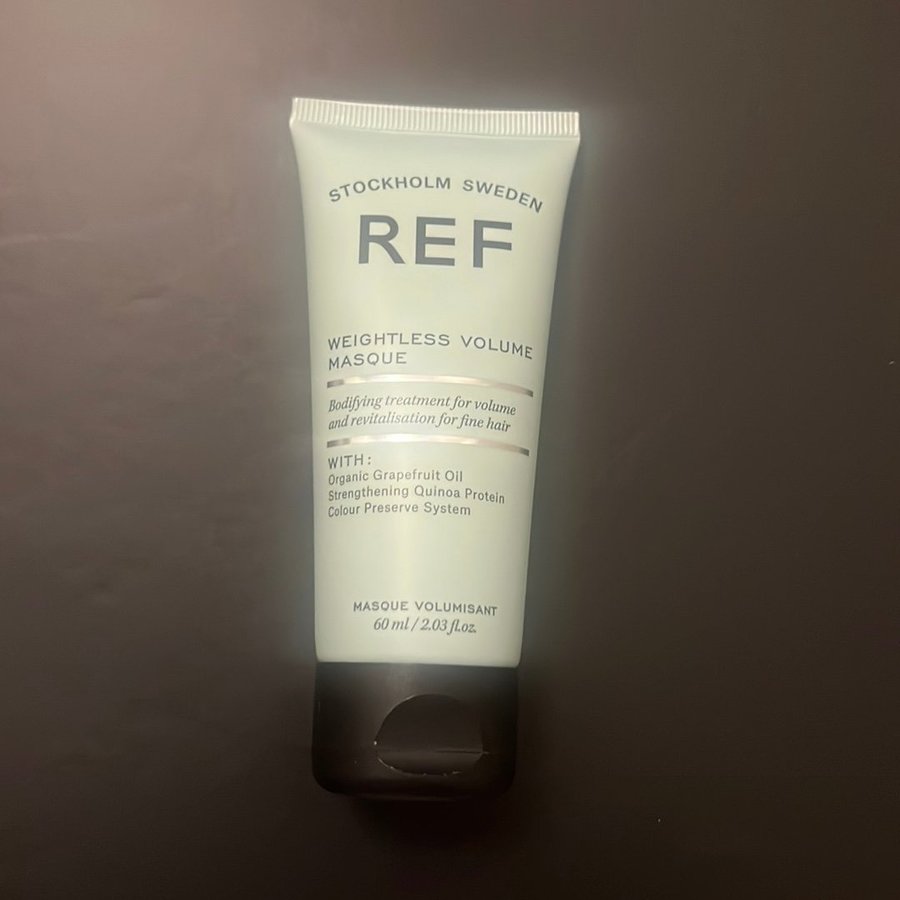 STOCKHOLM SWEDEN
REF
WEIGHTLESS VOLUME
MASQUE
Bodifying treatment for volume
and revitalisation for fine hair
WITH:
Organic Grapefruit Oil
Strengthening Quinoa Protein
Colour Preserve System
MASQUE VOLUMISANT
60 ml / 2.03 fl.oz.